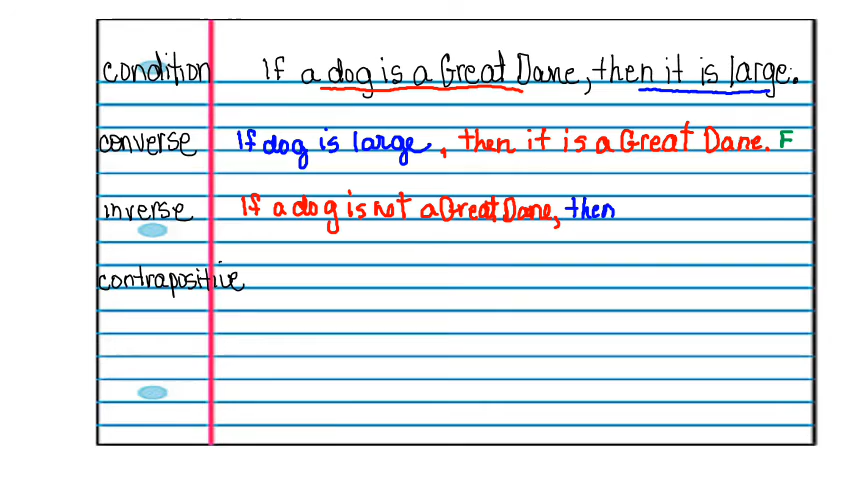 condition If a dog is a Great Dane, then it is large.
converse If dog is large, then it is a Great Dane. F
inverse If a dog is not a Great Dane, then
contrapositive